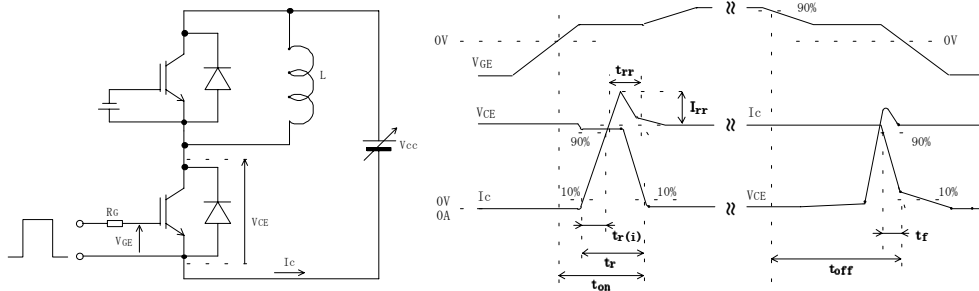 L
Vcc
RG
VGE
VCE
Ic
0V
VGE
90%
0V
trr
Irr
VCE
Ic
90%
90%
0V
0A
Ic
10%
10%
VCE
10%
tr(i)
tf
tr
toff
ton